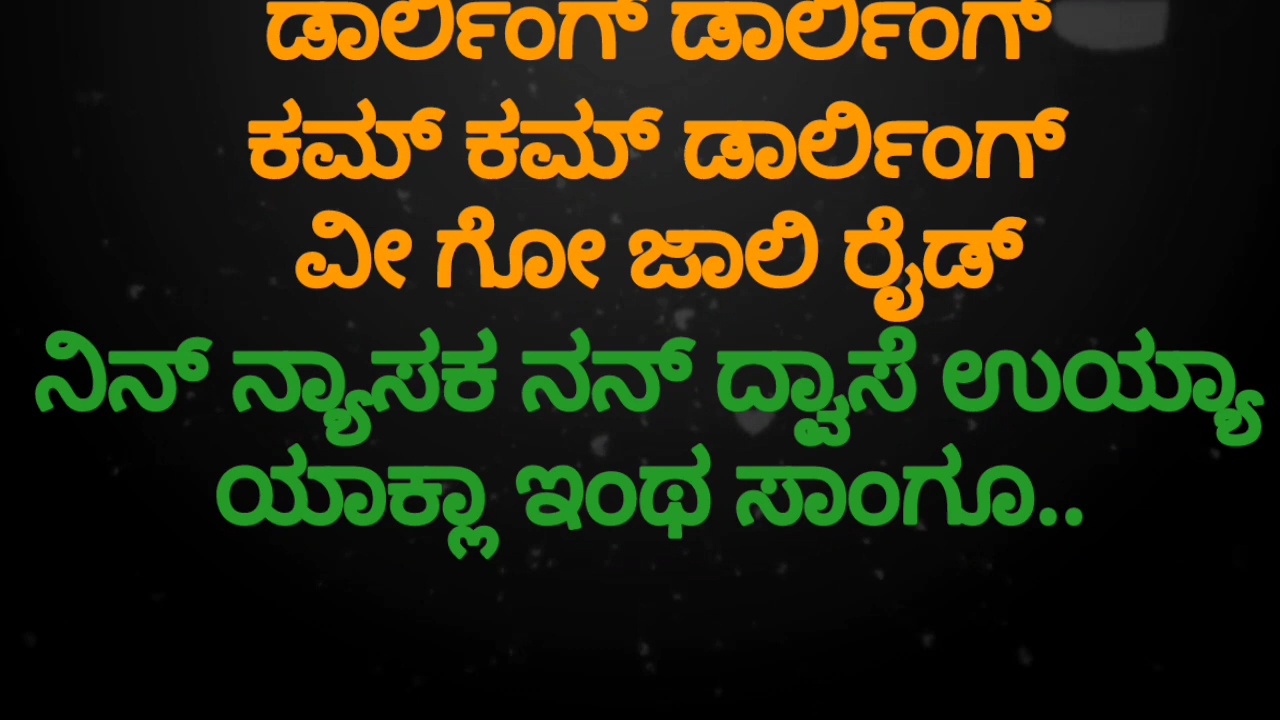 ಡಾರ್ಲಿಂಗ್ ಡಾರ್ಲಿಂಗ್
ಕಮ್ ಕಮ್ ಡಾರ್ಲಿಂಗ್
ವೀ ಗೋ ಜಾಲಿ ರೈಡ್
ನಿನ್ ನ್ಯಾಸಕ ನನ್ ದ್ವಾಸೆ ಉಯ್ಯಾ
ಯಾಕ್ಲಾ ಇಂಥ ಸಾಂಗೂ..